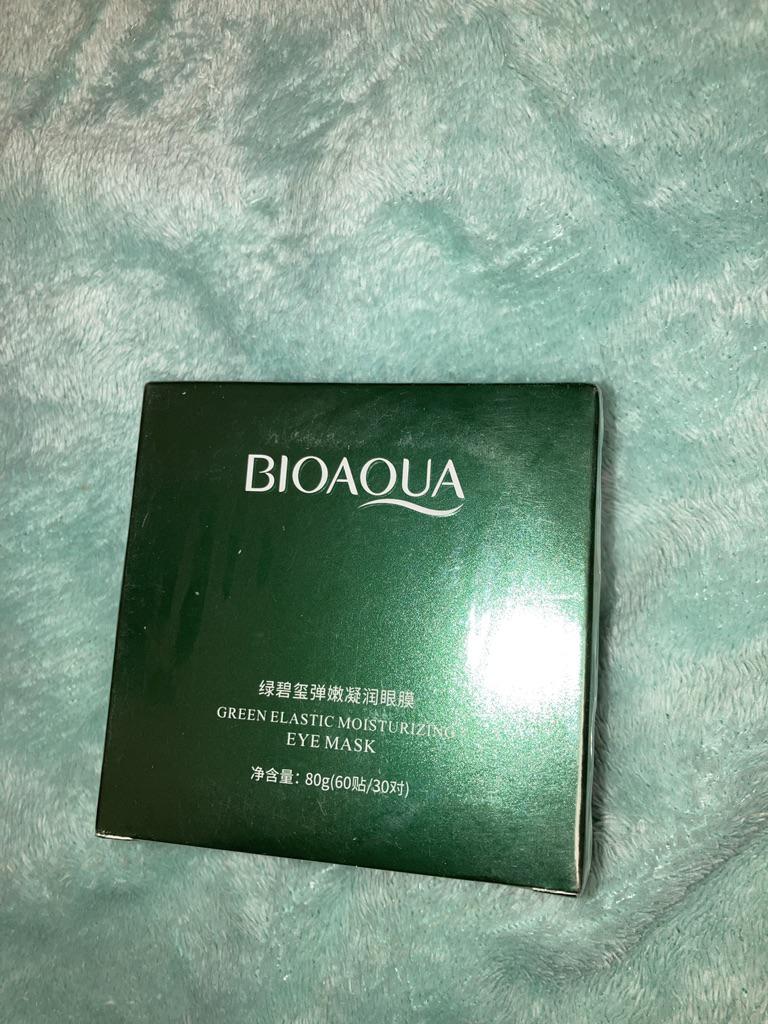 BIOAQUA
绿碧玺弹嫩凝润眼膜
GREEN ELASTIC MOISTURIZING
EYE MASK
净含量：80g(60贴/30对)